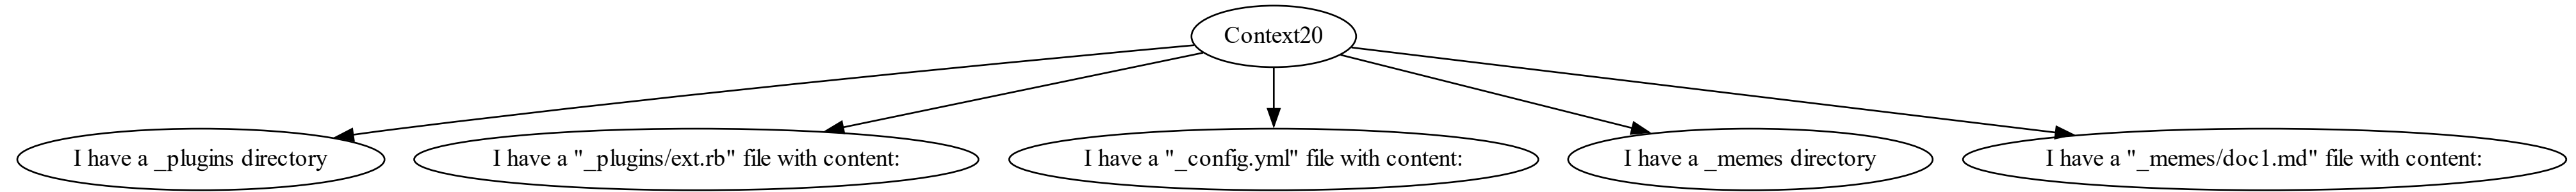 Context20
I have a _plugins directory
I have a "_plugins/ext.rb" file with content:
I have a "_config.yml" file with content:
I have a _memes directory
I have a "_memes/doc1.md" file with content: